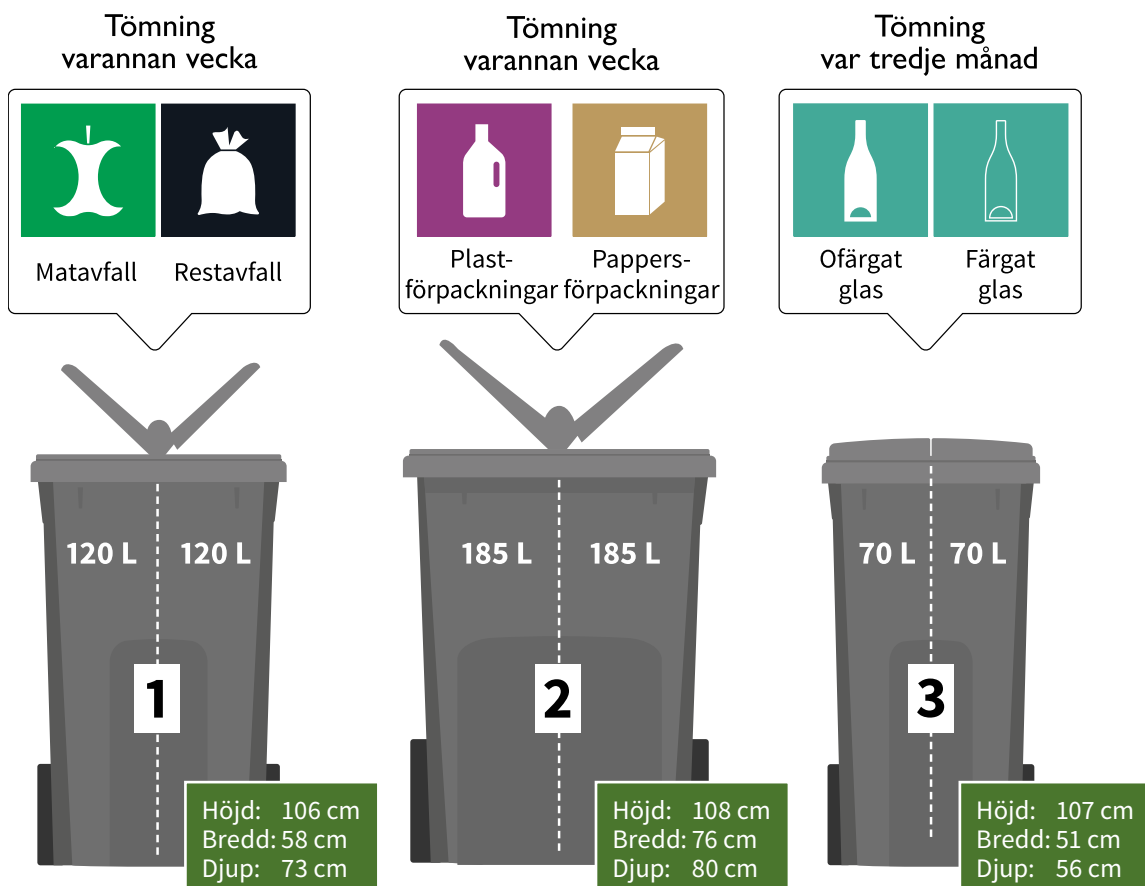 Tömning
varannan vecka
Matavfall Restavfall
120 L 120 L
1
Höjd: 106 cm
Bredd: 58 cm
Djup: 73 cm
Tömning
varannan vecka
Plast-
förpackningar
Pappers-
förpackningar
185 L 185 L
2
Höjd: 108 cm
Bredd: 76 cm
Djup: 80 cm
Tömning
var tredje månad
Ofärgat
glas
Färgat
glas
70 L 70 L
3
Höjd: 107 cm
Bredd: 51 cm
Djup: 56 cm